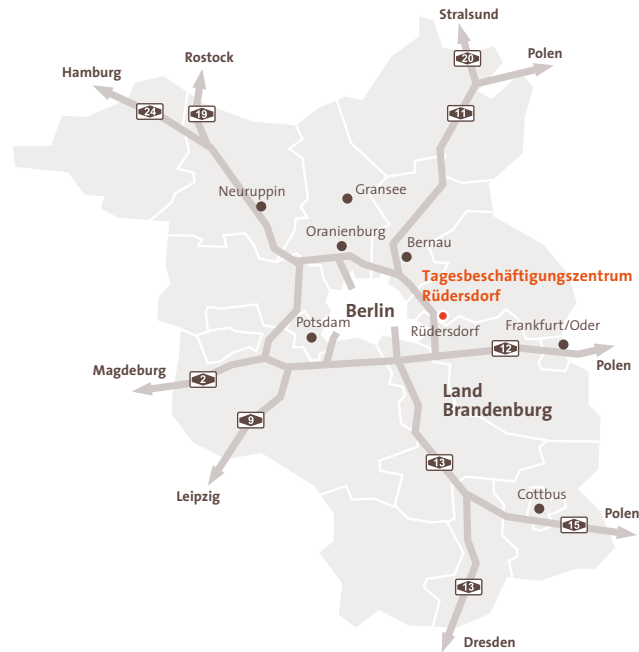 Stralsund
Rostock
Polen
Hamburg
20
24
19
11
Neuruppin
Gransee
Oranienburg
Bernau
Tagesbeschäftigungszentrum
Rüdersdorf
Berlin
Potsdam
Rüdersdorf
Frankfurt/Oder
12
Magdeburg
2
Polen
Land
Brandenburg
9
13
Leipzig
Cottbus
15
Polen
13
Dresden